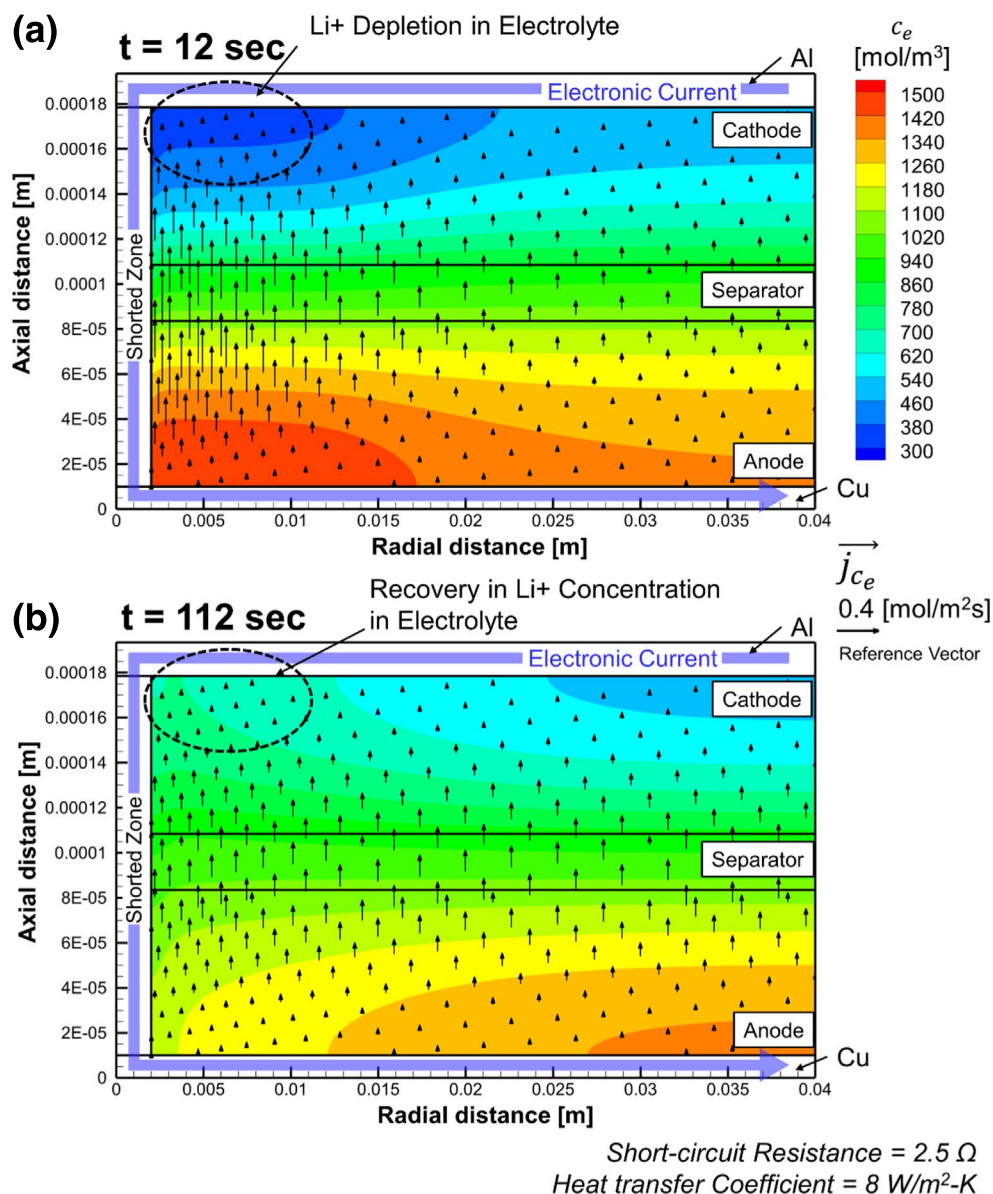 (a)
t = 12 sec
Li+ Depletion in Electrolyte
Al
Electronic Current
Cathode
Separator
Anode
Cu
Shorted Zone
Axial distance [m]
0.00018
0.00016
0.00014
0.00012
0.0001
8E-05
6E-05
4E-05
2E-05
0
0 0.005 0.01 0.015 0.02 0.025 0.03 0.035 0.04
Radial distance [m]
c_e
[mol/m³]
1500
1420
1340
1260
1180
1100
1020
940
860
780
700
620
540
460
380
300
j_{c_e}
0.4 [mol/m²s]
Reference Vector
(b)
t = 112 sec
Recovery in Li+ Concentration
in Electrolyte
Al
Electronic Current
Cathode
Separator
Anode
Cu
Shorted Zone
Axial distance [m]
0.00018
0.00016
0.00014
0.00012
0.0001
8E-05
6E-05
4E-05
2E-05
0
0 0.005 0.01 0.015 0.02 0.025 0.03 0.035 0.04
Radial distance [m]
Short-circuit Resistance = 2.5 Ω
Heat transfer Coefficient = 8 W/m²-K